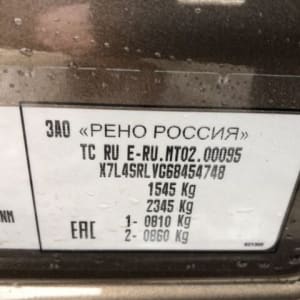 ЗАО «РЕНО РОССИЯ»
TC RU E-RU.MT02.00095
X7L4SRLVG68454748
1545 Kg
2345 Kg
1- 0810 Kg
EAC 2- 0860 Kg